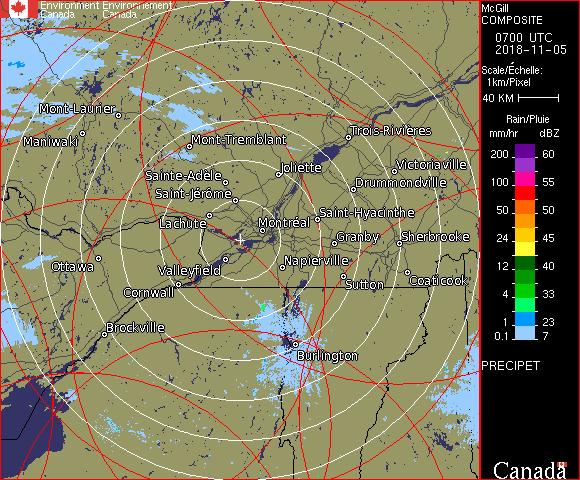 Environment Environnement
Canada Canada
McGill
COMPOSITE
0700 UTC
2018-11-05
Scale/Échelle:
1km/Pixel
40 KM
Rain/Pluie
mm/hr dBZ
200 60
100 55
50 50
24 45
12 40
4 33
1 23
0.1 7
PRECIPET
Canada
Mont-Laurier
Maniwaki
Mont-Tremblant
Trois-Rivières
Sainte-Adèle
Joliette
Victoriaville
Saint-Jérôme
Drummondville
Lachute
Montréal
Saint-Hyacinthe
Granby
Sherbrooke
Ottawa
Valleyfield
Napierville
Cornwall
Sutton
Coaticook
Brockville
Burlington